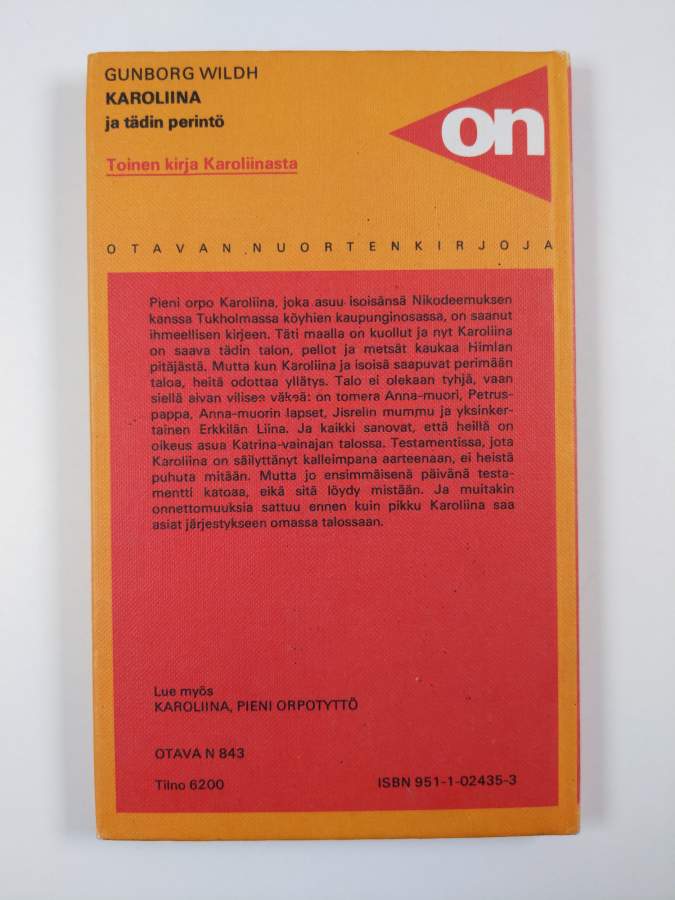 GUNBORG WILDH
KAROLIINA
ja tädin perintö
on
Toinen kirja Karoliinasta
OTAVAN NUORTENKIRJOJA
Pieni orpo Karoliina, joka asuu isoisänsä Nikodeemuksen
kanssa Tukholmassa köyhien kaupunginosassa, on saanut
ihmeellisen kirjeen. Täti maalla on kuollut ja nyt Karoliina
on saava tädin talon, pellot ja metsät kaukaa Himlan
pitäjästä. Mutta kun Karoliina ja isoisä saapuvat perimään
taloa, heitä odottaa yllätys. Talo ei olekaan tyhjä, vaan
siellä aivan vilisee väkeä: on tomera Anna-muori, Petrus-
pappa, Anna-muorin lapset, Jisrelin mummu ja yksinker-
tainen Erkkilän Liina. Ja kaikki sanovat, että heillä on
oikeus asua Katrina-vainajan talossa. Testamentissa, jota
Karoliina on säilyttänyt kalleimpana aarteenaan, ei heistä
puhuta mitään. Mutta jo ensimmäisenä päivänä testa-
mentti katoaa, eikä sitä löydy mistään. Ja muitakin
onnettomuuksia sattuu ennen kuin pikku Karoliina saa
asiat järjestykseen omassa talossaan.
Lue myös
KAROLIINA, PIENI ORPOTYTTÖ
OTAVA N 843
Tilno 6200
ISBN 951-1-02435-3